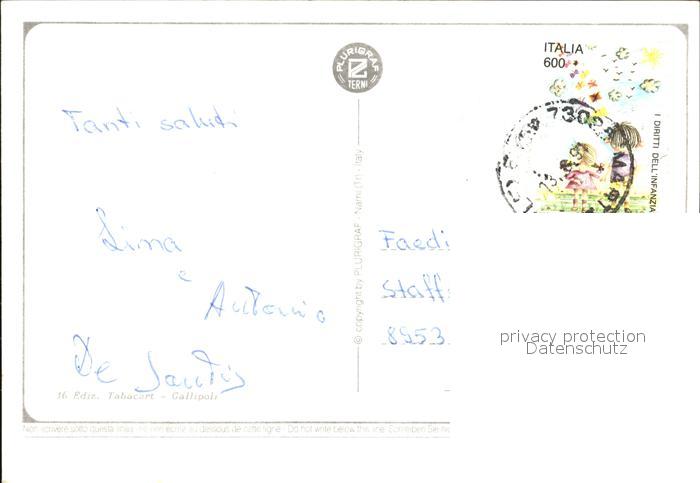 PLURIGRAF
TERNI
ITALIA
600
I DIRITTI DELL'INFANZIA
Tanti saluti
Lina
e
Antonio
De Santis
© copyright by PLURIGRAF - Narni (Tr) - Italy
Faedi
Staff
8953
privacy protection
Datenschutz
16 Ediz. Tabacart - Gallipoli
Non scrivere sotto questa linea - ne rien écrire au dessous de cette ligne - Do not write below this line. Schreiben Sie